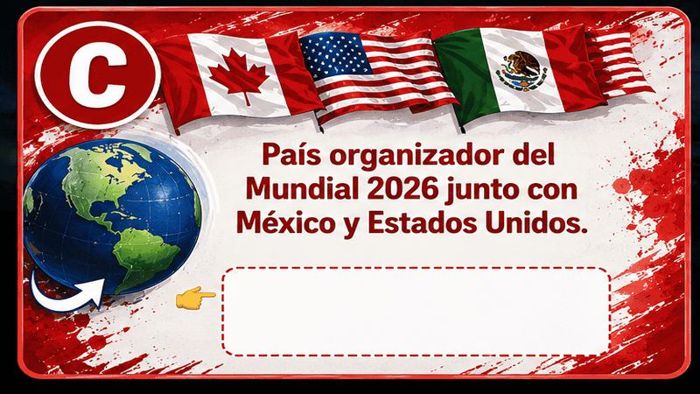 C
País organizador del
Mundial 2026 junto con
México y Estados Unidos.